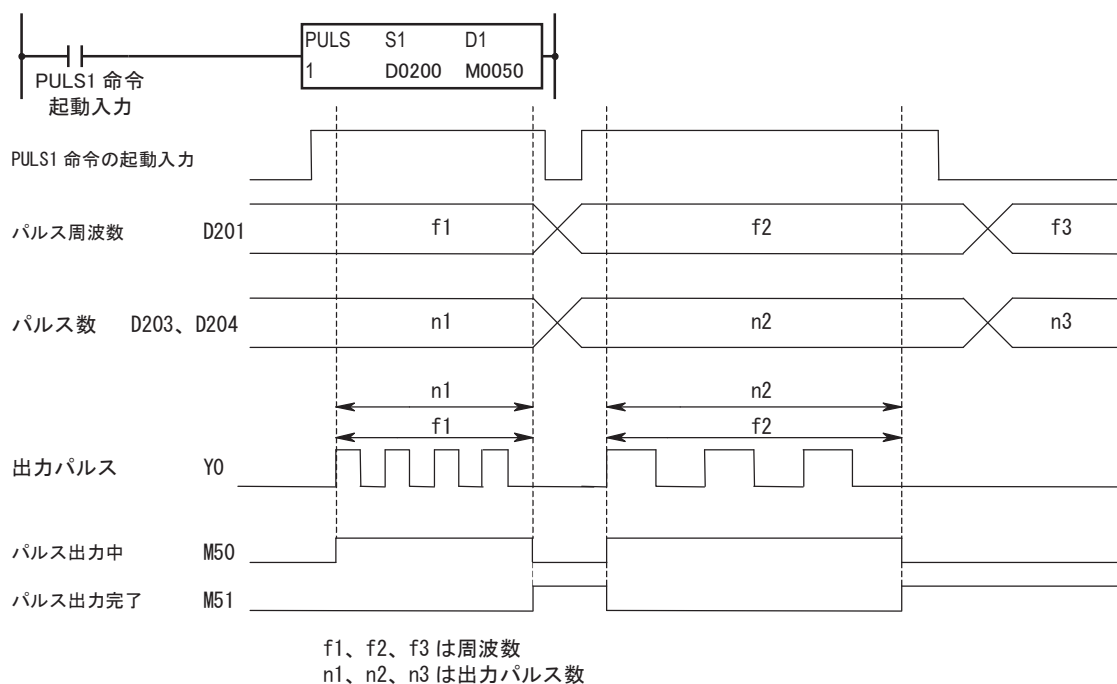 PULS S1 D1
1 D0200 M0050
PULS1 命令
起動入力
PULS1 命令の起動入力
パルス周波数 D201 f1 f2 f3
パルス数 D203、D204 n1 n2 n3
n1 n2
f1 f2
出力パルス Y0
パルス出力中 M50
パルス出力完了 M51
f1、f2、f3 は周波数
n1、n2、n3 は出力パルス数